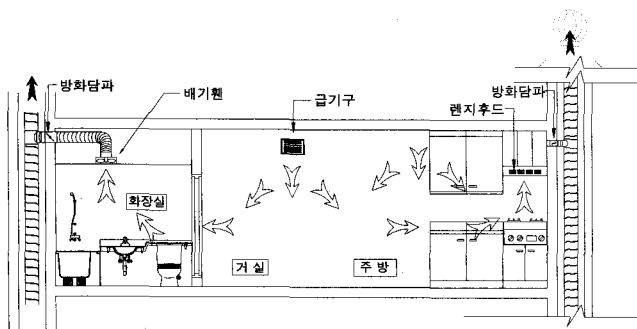 방화담파
배기휀
급기구
방화담파
렌지후드
화장실
거실
주방